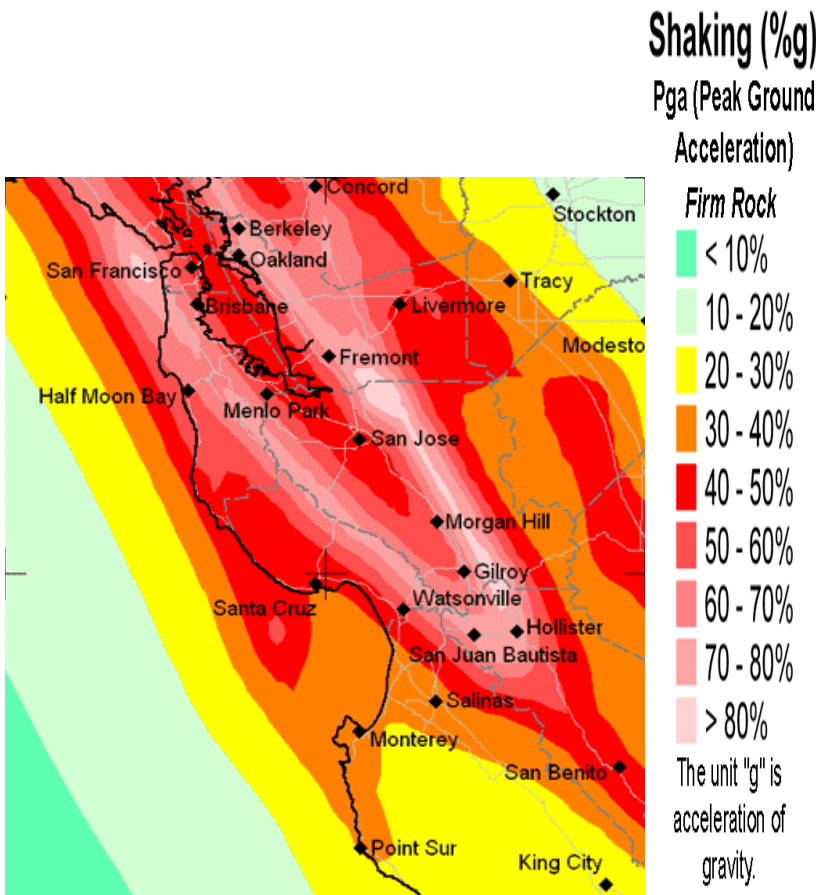 Shaking (%g)
Pga (Peak Ground
Acceleration)
Firm Rock
< 10%
10 - 20%
20 - 30%
30 - 40%
40 - 50%
50 - 60%
60 - 70%
70 - 80%
> 80%
The unit "g" is
acceleration of
gravity.
Concord
Stockton
Berkeley
Oakland
San Francisco
Tracy
Brisbane
Livermore
Modesto
Fremont
Half Moon Bay
Menlo Park
San Jose
Morgan Hill
Gilroy
Watsonville
Santa Cruz
Hollister
San Juan Bautista
Salinas
Monterey
San Benito
Point Sur
King City